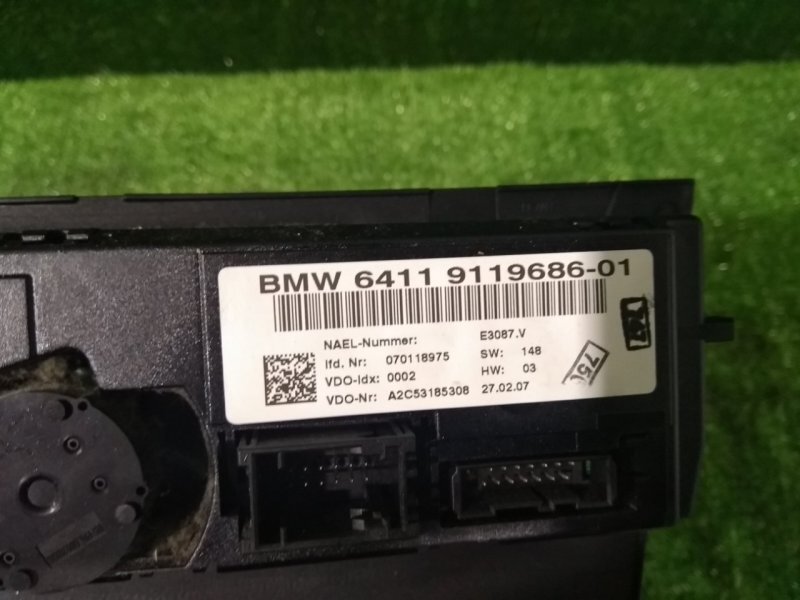 BMW 6411 9119686-01
NAEL-Nummer: E3087.V
lfd. Nr: 070118975 SW: 148
VDO-Idx: 0002 HW: 03
VDO-Nr: A2C53185308 27.02.07